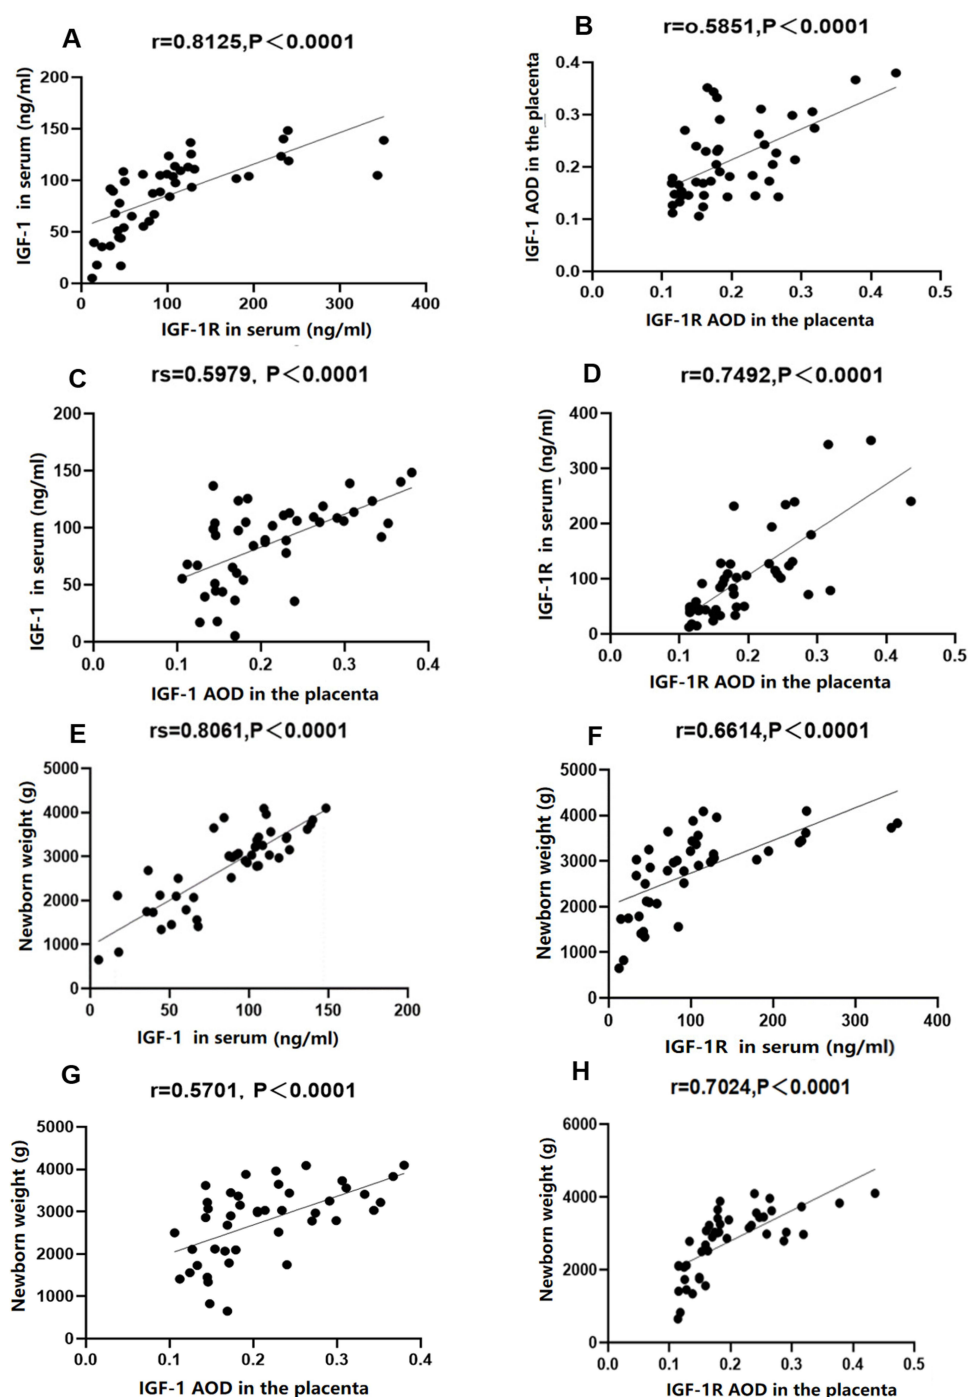 A
r=0.8125,P<0.0001
IGF-1 in serum (ng/ml)
200
150
100
50
0
0 100 200 300 400
IGF-1R in serum (ng/ml)
B
r=o.5851,P<0.0001
IGF-1 AOD in the placenta
0.4
0.3
0.2
0.1
0.0
0.0 0.1 0.2 0.3 0.4 0.5
IGF-1R AOD in the placenta
C
rs=0.5979, P<0.0001
IGF-1 in serum (ng/ml)
200
150
100
50
0
0.0 0.1 0.2 0.3 0.4
IGF-1 AOD in the placenta
D
r=0.7492,P<0.0001
IGF-1R in serum (ng/ml)
400
300
200
100
0
0.0 0.1 0.2 0.3 0.4 0.5
IGF-1R AOD in the placenta
E
rs=0.8061,P<0.0001
Newborn weight (g)
5000
4000
3000
2000
1000
0
0 50 100 150 200
IGF-1 in serum (ng/ml)
F
r=0.6614,P<0.0001
Newborn weight (g)
5000
4000
3000
2000
1000
0
0 100 200 300 400
IGF-1R in serum (ng/ml)
G
r=0.5701, P<0.0001
Newborn weight (g)
5000
4000
3000
2000
1000
0
0.0 0.1 0.2 0.3 0.4
IGF-1 AOD in the placenta
H
r=0.7024,P<0.0001
Newborn weight (g)
6000
4000
2000
0
0.0 0.1 0.2 0.3 0.4 0.5
IGF-1R AOD in the placenta